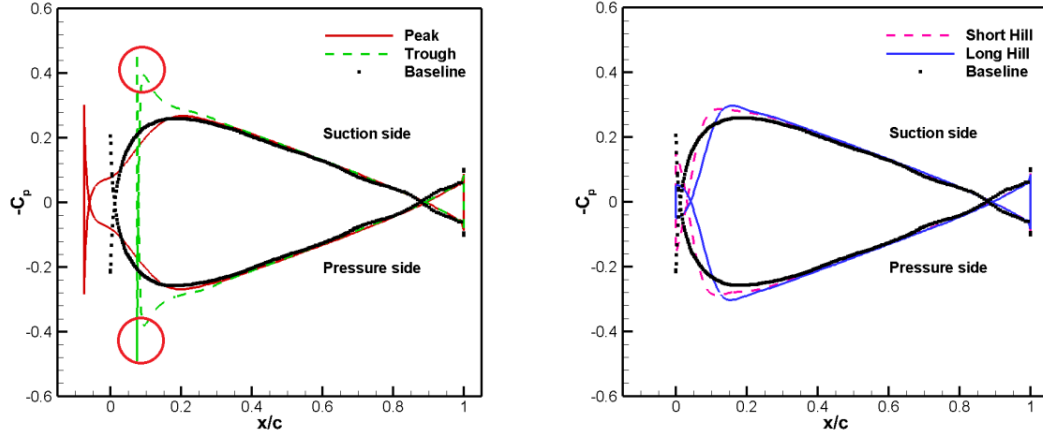 0.6
0.4
0.2
0
-0.2
-0.4
-0.6
-Cp
0
0.2
0.4
0.6
0.8
1
x/c
Peak
Trough
Baseline
Suction side
Pressure side
0.6
0.4
0.2
0
-0.2
-0.4
-0.6
-Cp
0
0.2
0.4
0.6
0.8
1
x/c
Short Hill
Long Hill
Baseline
Suction side
Pressure side